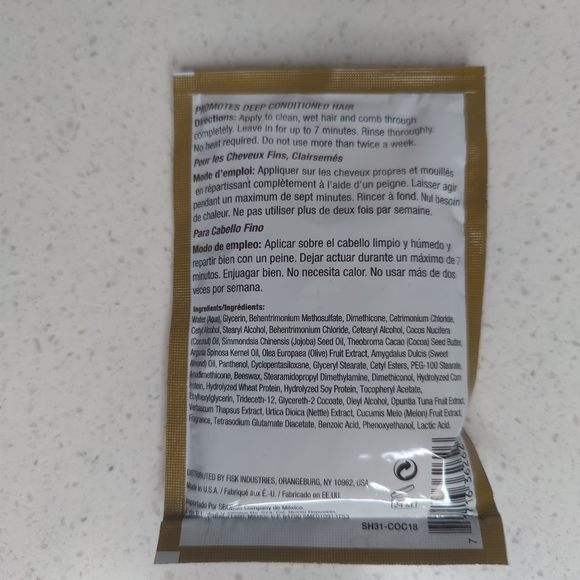 PROMOTES DEEP CONDITIONED HAIR
Directions: Apply to clean, wet hair and comb through
completely. Leave in for up to 7 minutes. Rinse thoroughly.
No heat required. Do not use more than twice a week.
Pour les Cheveux Fins, Clairsemés
Mode d'emploi: Appliquer sur les cheveux propres et mouillés
en répartissant complètement à l'aide d'un peigne. Laisser agir
pendant un maximum de sept minutes. Rincer à fond. Nul besoin
de chaleur. Ne pas utiliser plus de deux fois par semaine.
Para Cabello Fino
Modo de empleo: Aplicar sobre el cabello limpio y húmedo y
repartir bien con un peine. Dejar actuar durante un máximo de 7
minutos. Enjuagar bien. No necesita calor. No usar más de dos
veces por semana.
Ingredients/Ingrédients:
Water (Aqua), Glycerin, Behentrimonium Methosulfate, Dimethicone, Cetrimonium Chloride,
Cetyl Alcohol, Stearyl Alcohol, Behentrimonium Chloride, Cetearyl Alcohol, Cocos Nucifera
(Coconut) Oil, Simmondsia Chinensis (Jojoba) Seed Oil, Theobroma Cacao (Cocoa) Seed Butter,
Argania Spinosa Kernel Oil, Olea Europaea (Olive) Fruit Extract, Amygdalus Dulcis (Sweet
Almond) Oil, Panthenol, Cyclopentasiloxane, Glyceryl Stearate, Cetyl Esters, PEG-100 Stearate,
Amodimethicone, Beeswax, Stearamidopropyl Dimethylamine, Dimethiconol, Hydrolyzed Corn
Protein, Hydrolyzed Wheat Protein, Hydrolyzed Soy Protein, Tocopheryl Acetate,
Ethylhexylglycerin, Trideceth-12, Glycereth-2 Cocoate, Oleyl Alcohol, Opuntia Tuna Fruit Extract,
Verbascum Thapsus Extract, Urtica Dioica (Nettle) Extract, Cucumis Melo (Melon) Fruit Extract,
Fragrance, Tetrasodium Glutamate Diacetate, Benzoic Acid, Phenoxyethanol, Lactic Acid.
DISTRIBUTED BY FISK INDUSTRIES, ORANGEBURG, NY 10962, USA
Made in U.S.A. / Fabriqué aux É.-U. / Fabricado en EE.UU
Importado Por Company de México.
SH31-COC18